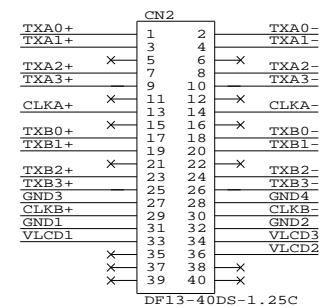 CN2
TXA0+ 1 2 TXA0-
TXA1+ 3 4 TXA1-
5 6
TXA2+ 7 8 TXA2-
TXA3+ 9 10 TXA3-
11 12
CLKA+ 13 14 CLKA-
15 16
TXB0+ 17 18 TXB0-
TXB1+ 19 20 TXB1-
21 22
TXB2+ 23 24 TXB2-
TXB3+ 25 26 TXB3-
GND3 27 28 GND4
CLKB+ 29 30 CLKB-
GND1 31 32 GND2
VLCD1 33 34 VLCD3
35 36 VLCD2
37 38
39 40
DF13-40DS-1.25C